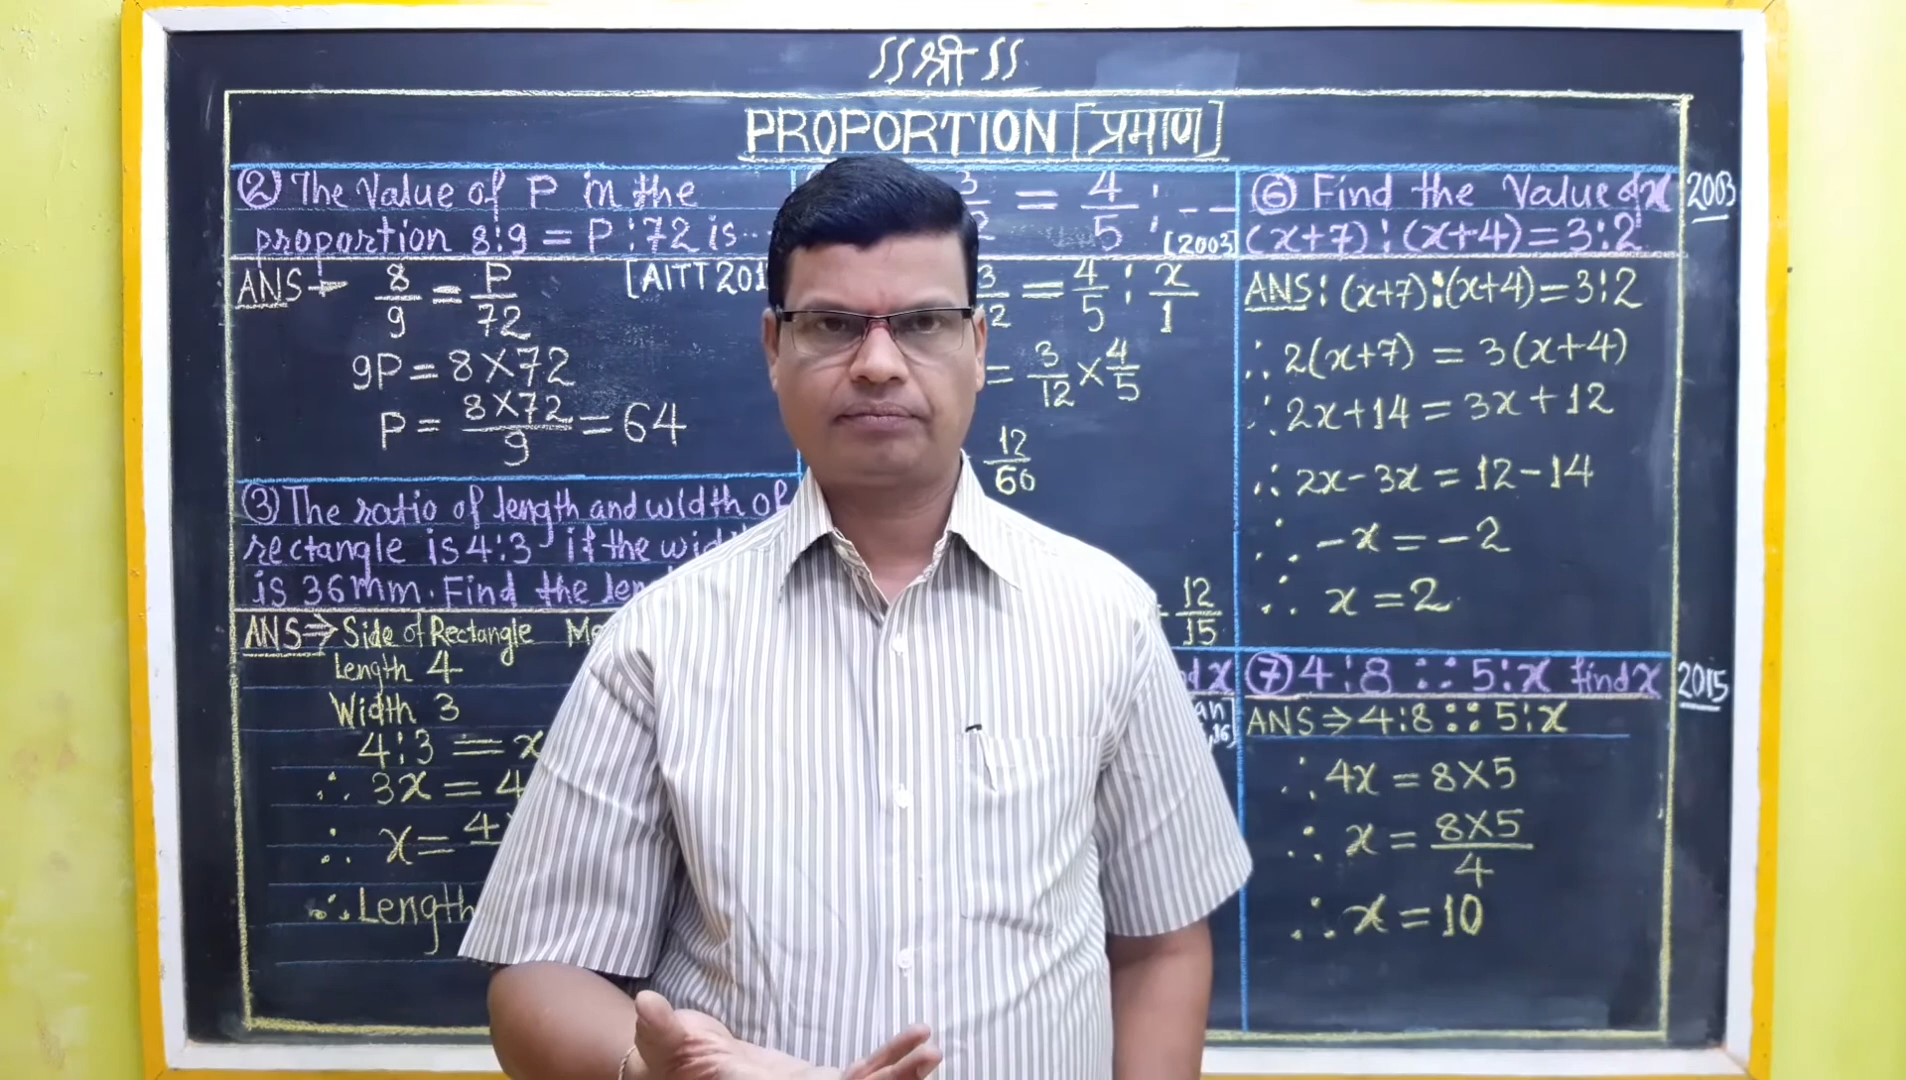 श्री
PROPORTION [प्रमाण]
② The Value of P in the
proportion 8:9 = P:72 is...
[AITT 201
ANS→ 8/9 = P/72
9P = 8×72
P = 8×72/9 = 64
③ The ratio of length and width of
rectangle is 4:3 if the
is 36mm. Find the
ANS⇒ Side of Rectangle
Length 4
Width 3
4:3 = x
∴ 3x = 4
∴ x = 4
∴ Length
= 4/5 : --
[2003]
= 4/5 : x/1
= 3/12 × 4/5
12/60
12/15
x
⑥ Find the Value of x
2003
(x+7):(x+4)=3:2
ANS: (x+7):(x+4)=3:2
∴ 2(x+7) = 3(x+4)
∴ 2x+14 = 3x+12
∴ 2x-3x = 12-14
∴ -x = -2
∴ x = 2
⑦ 4:8 :: 5:x find x
2015
ANS⇒ 4:8 :: 5:x
∴ 4x = 8×5
∴ x = 8×5/4
∴ x = 10